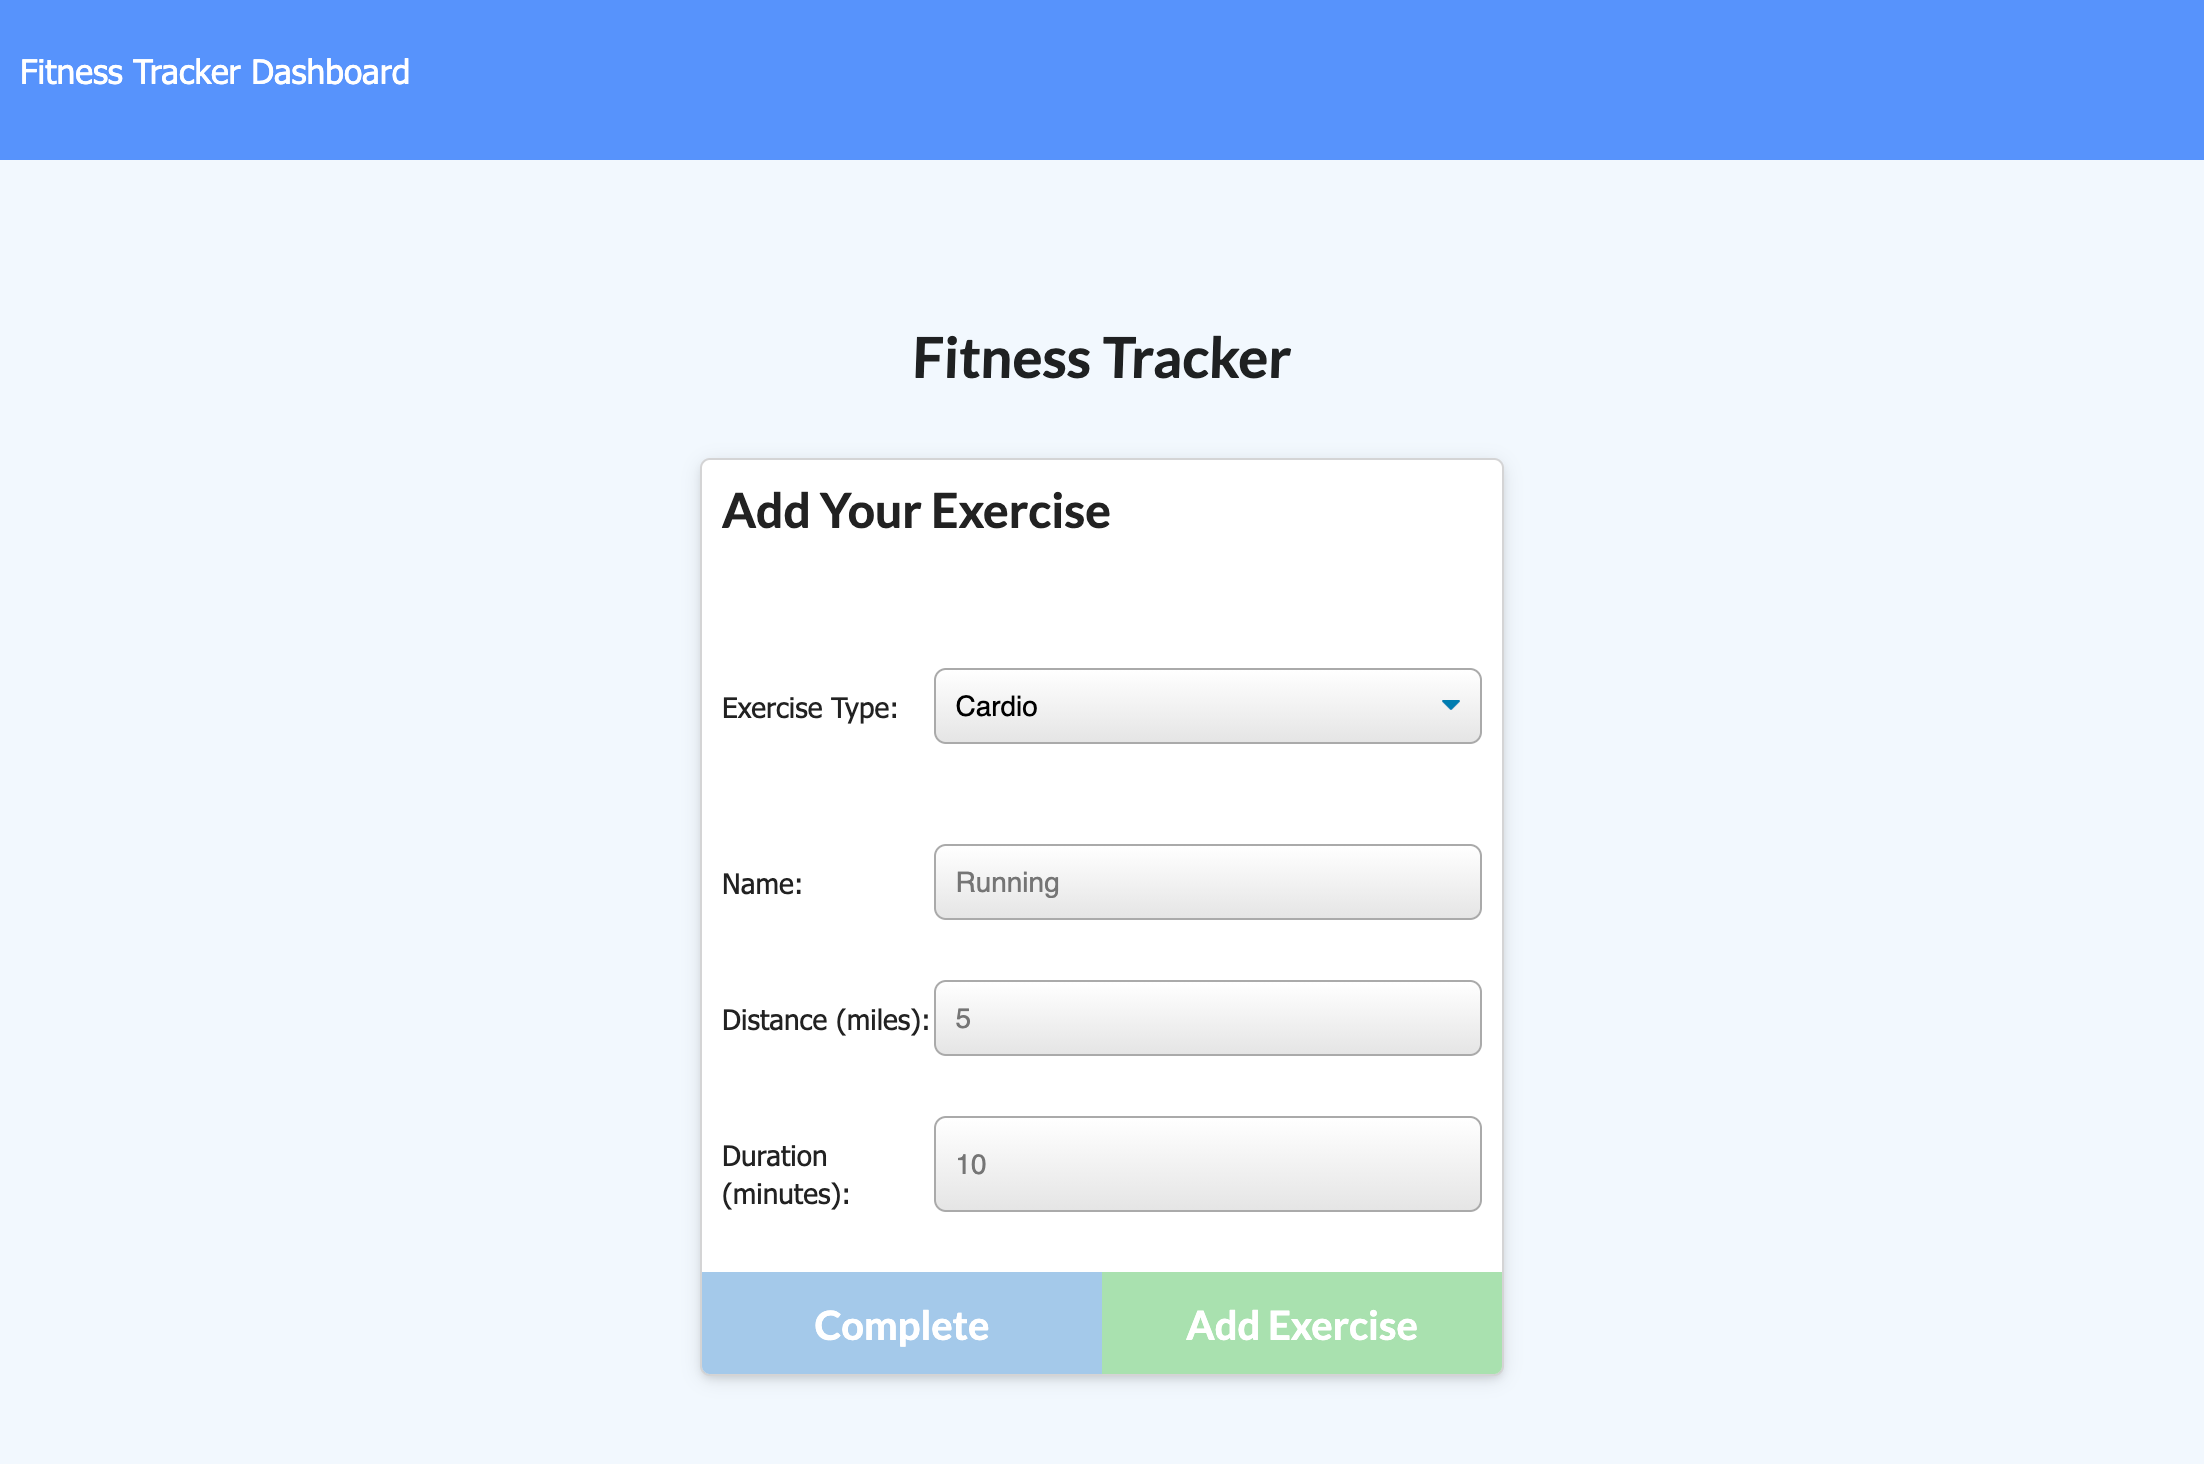 Fitness Tracker Dashboard
Fitness Tracker
Add Your Exercise
Exercise Type: Cardio
Name: Running
Distance (miles): 5
Duration
(minutes): 10
Complete Add Exercise